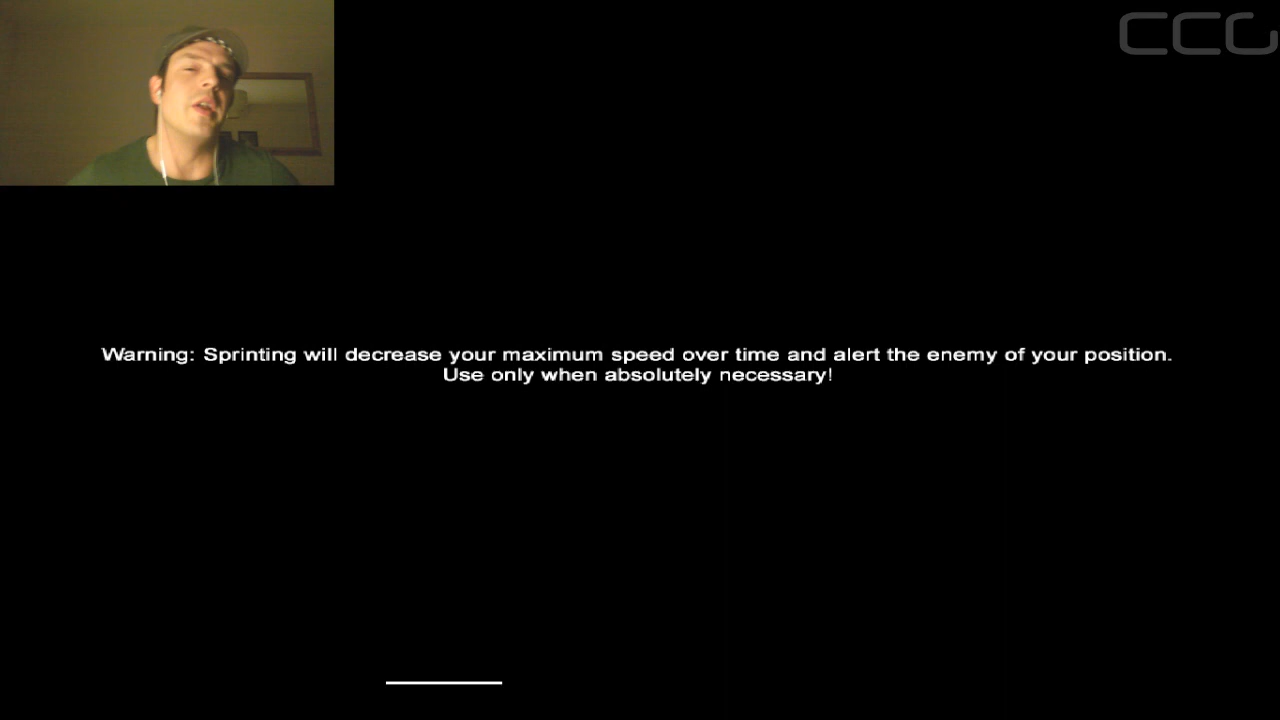 CCG
Warning: Sprinting will decrease your maximum speed over time and alert the enemy of your position.
Use only when absolutely necessary!